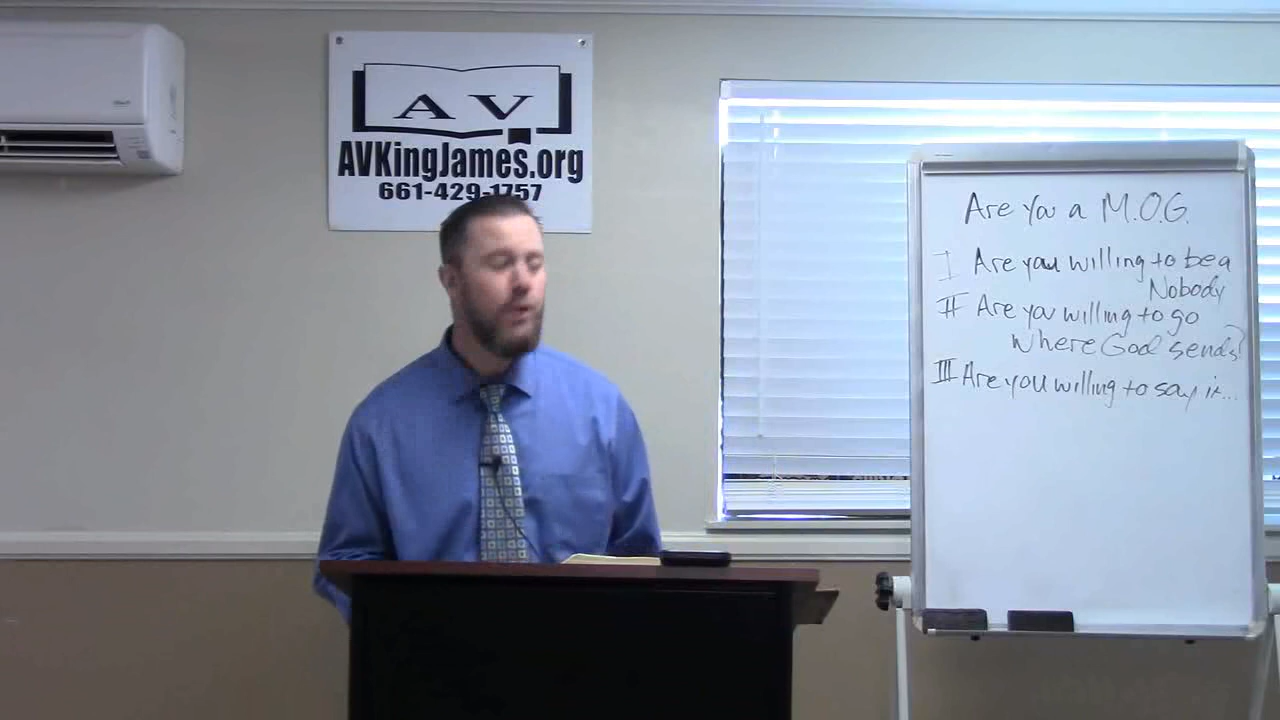 A V
AVKingJames.org
661-429-1757
Are you a M.O.G.
I Are you willing to be a
Nobody
II Are you willing to go
where God sends?
III Are you willing to say it...